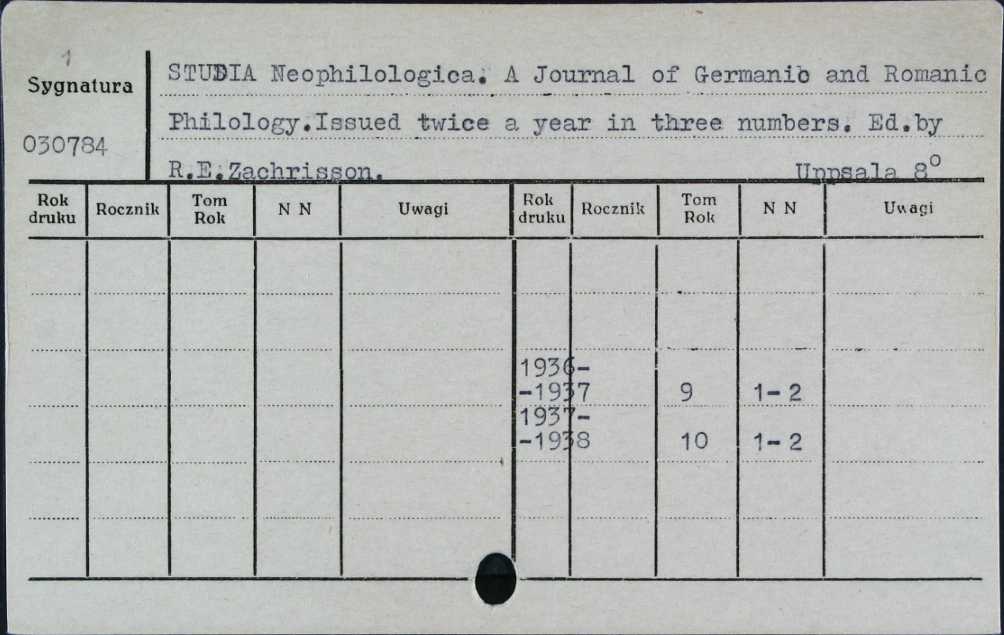 1
Sygnatura
030784
STUDIA Neophilologica. A Journal of Germanic and Romanic
Philology.Issued twice a year in three numbers. Ed.by
R.E.Zachrisson. Uppsala 8º
Rok druku Rocznik Tom Rok N N Uwagi Rok druku Rocznik Tom Rok N N Uwagi
1936-
-1937 9 1-2
1937-
-1938 10 1-2